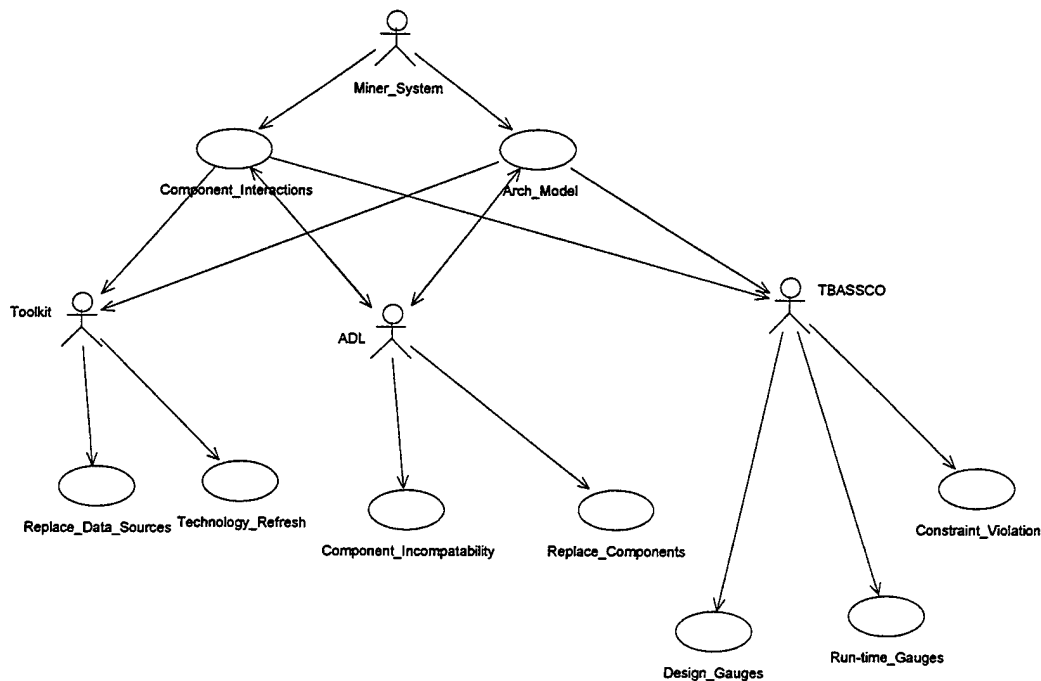 Miner_System
Component_Interactions
Arch_Model
Toolkit
ADL
TBASSCO
Replace_Data_Sources
Technology_Refresh
Component_Incompatability
Replace_Components
Constraint_Violation
Design_Gauges
Run-time_Gauges